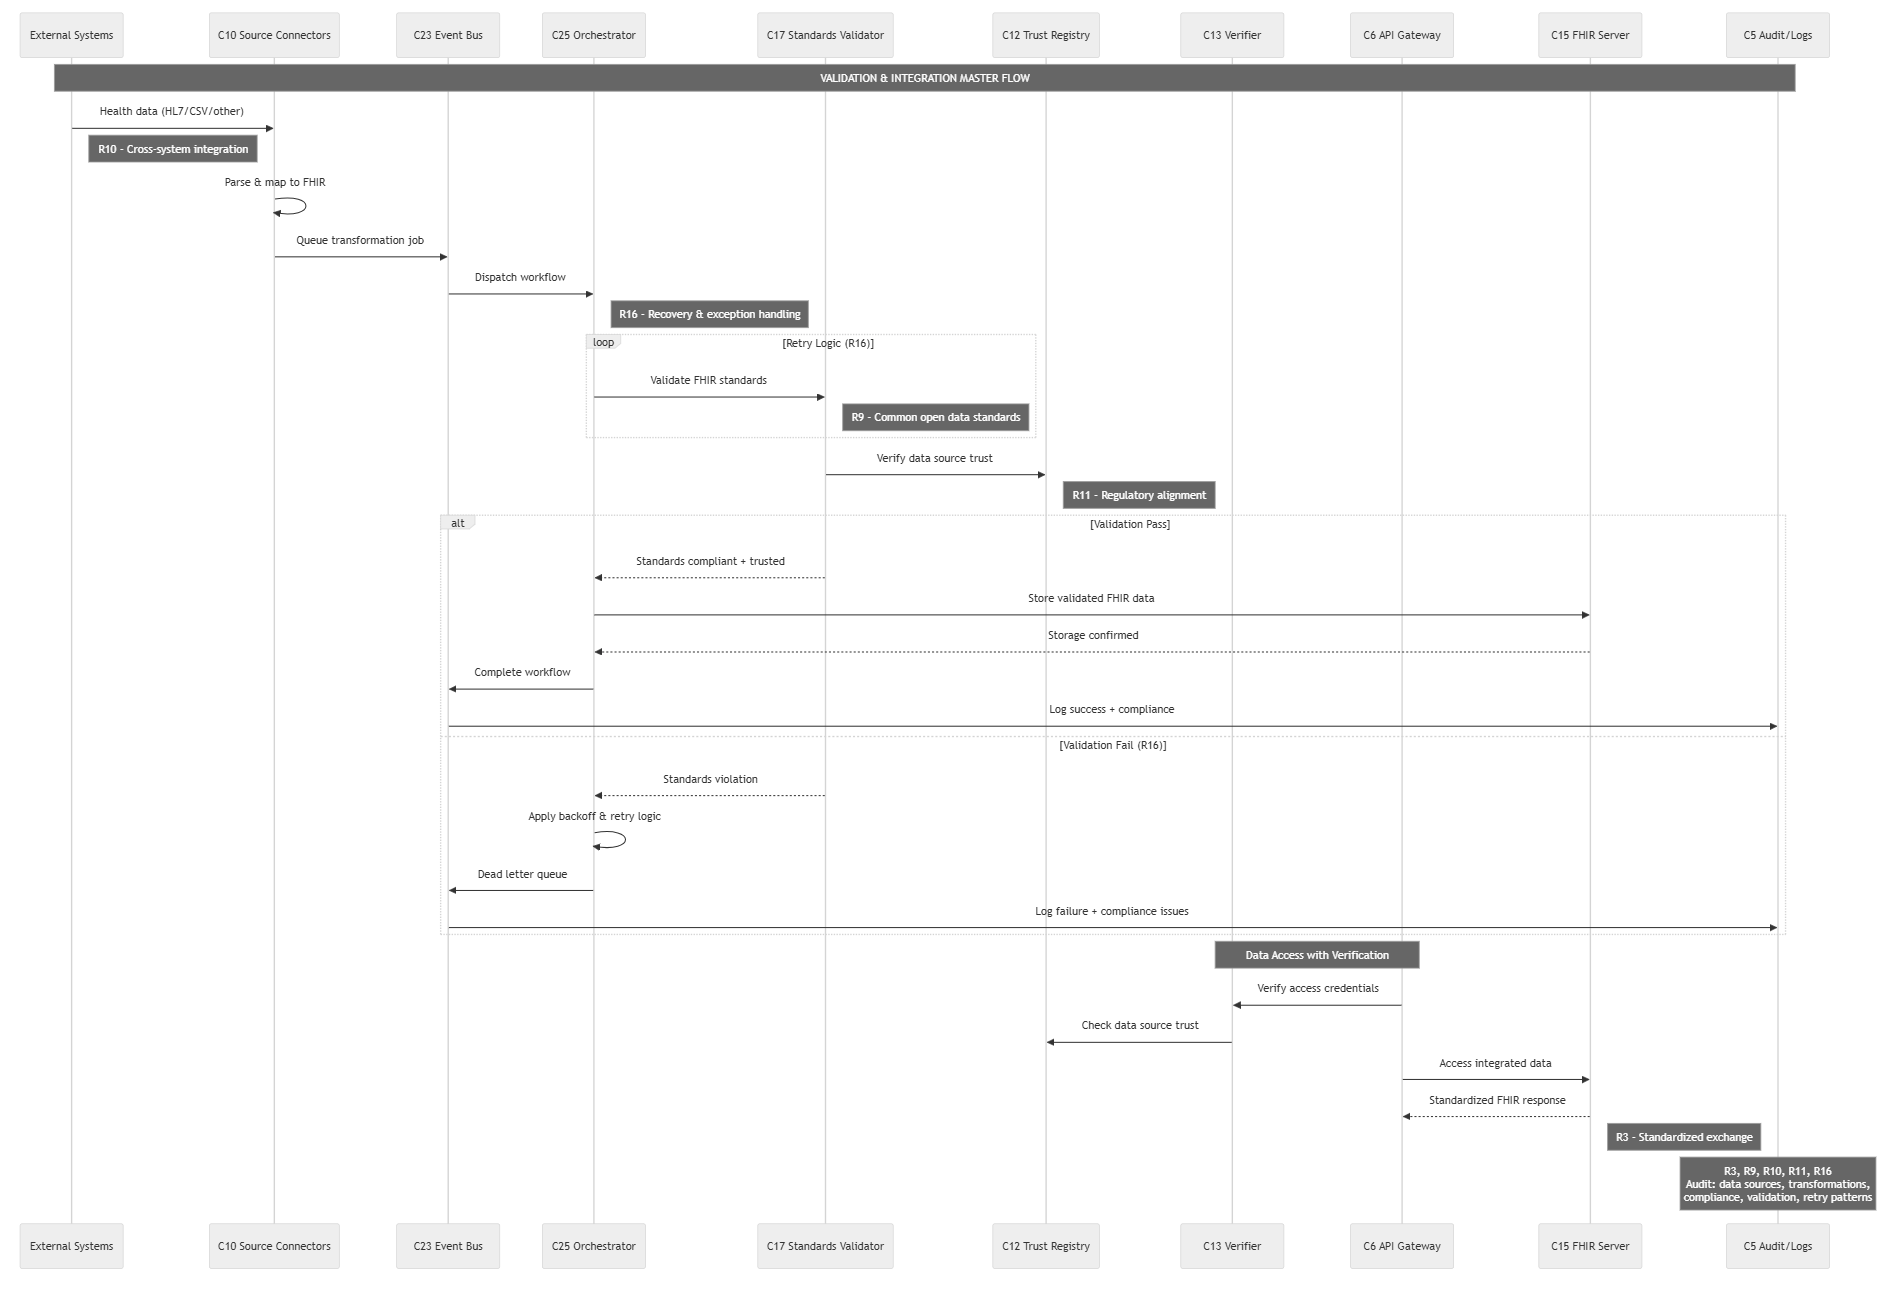 External Systems
C10 Source Connectors
C23 Event Bus
C25 Orchestrator
C17 Standards Validator
C12 Trust Registry
C13 Verifier
C6 API Gateway
C15 FHIR Server
C5 Audit/Logs
VALIDATION & INTEGRATION MASTER FLOW
Health data (HL7/CSV/other)
R10 - Cross-system integration
Parse & map to FHIR
Queue transformation job
Dispatch workflow
R16 - Recovery & exception handling
loop
[Retry Logic (R16)]
Validate FHIR standards
R9 - Common open data standards
Verify data source trust
R11 - Regulatory alignment
alt
[Validation Pass]
Standards compliant + trusted
Store validated FHIR data
Storage confirmed
Complete workflow
Log success + compliance
[Validation Fail (R16)]
Standards violation
Apply backoff & retry logic
Dead letter queue
Log failure + compliance issues
Data Access with Verification
Verify access credentials
Check data source trust
Access integrated data
Standardized FHIR response
R3 - Standardized exchange
R3, R9, R10, R11, R16
Audit: data sources, transformations,
compliance, validation, retry patterns
External Systems
C10 Source Connectors
C23 Event Bus
C25 Orchestrator
C17 Standards Validator
C12 Trust Registry
C13 Verifier
C6 API Gateway
C15 FHIR Server
C5 Audit/Logs